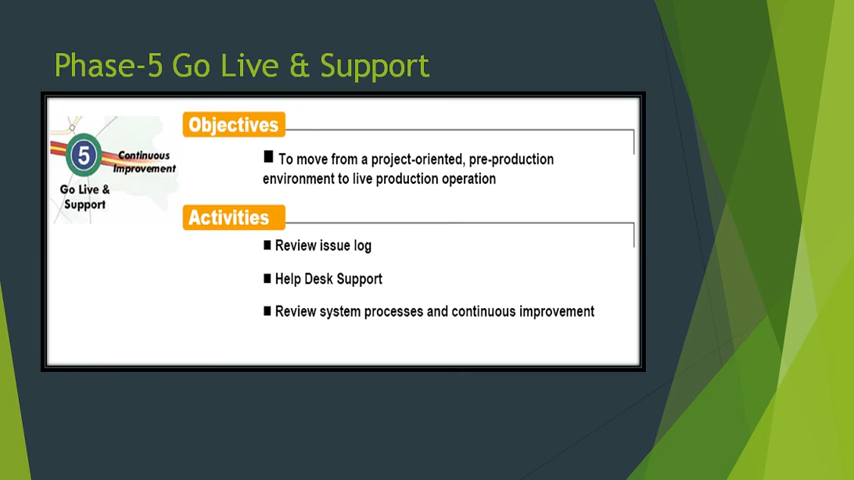 Phase-5 Go Live & Support
Objectives
5
Continuous
Improvement
Go Live &
Support
■ To move from a project-oriented, pre-production
environment to live production operation
Activities
■ Review issue log
■ Help Desk Support
■ Review system processes and continuous improvement